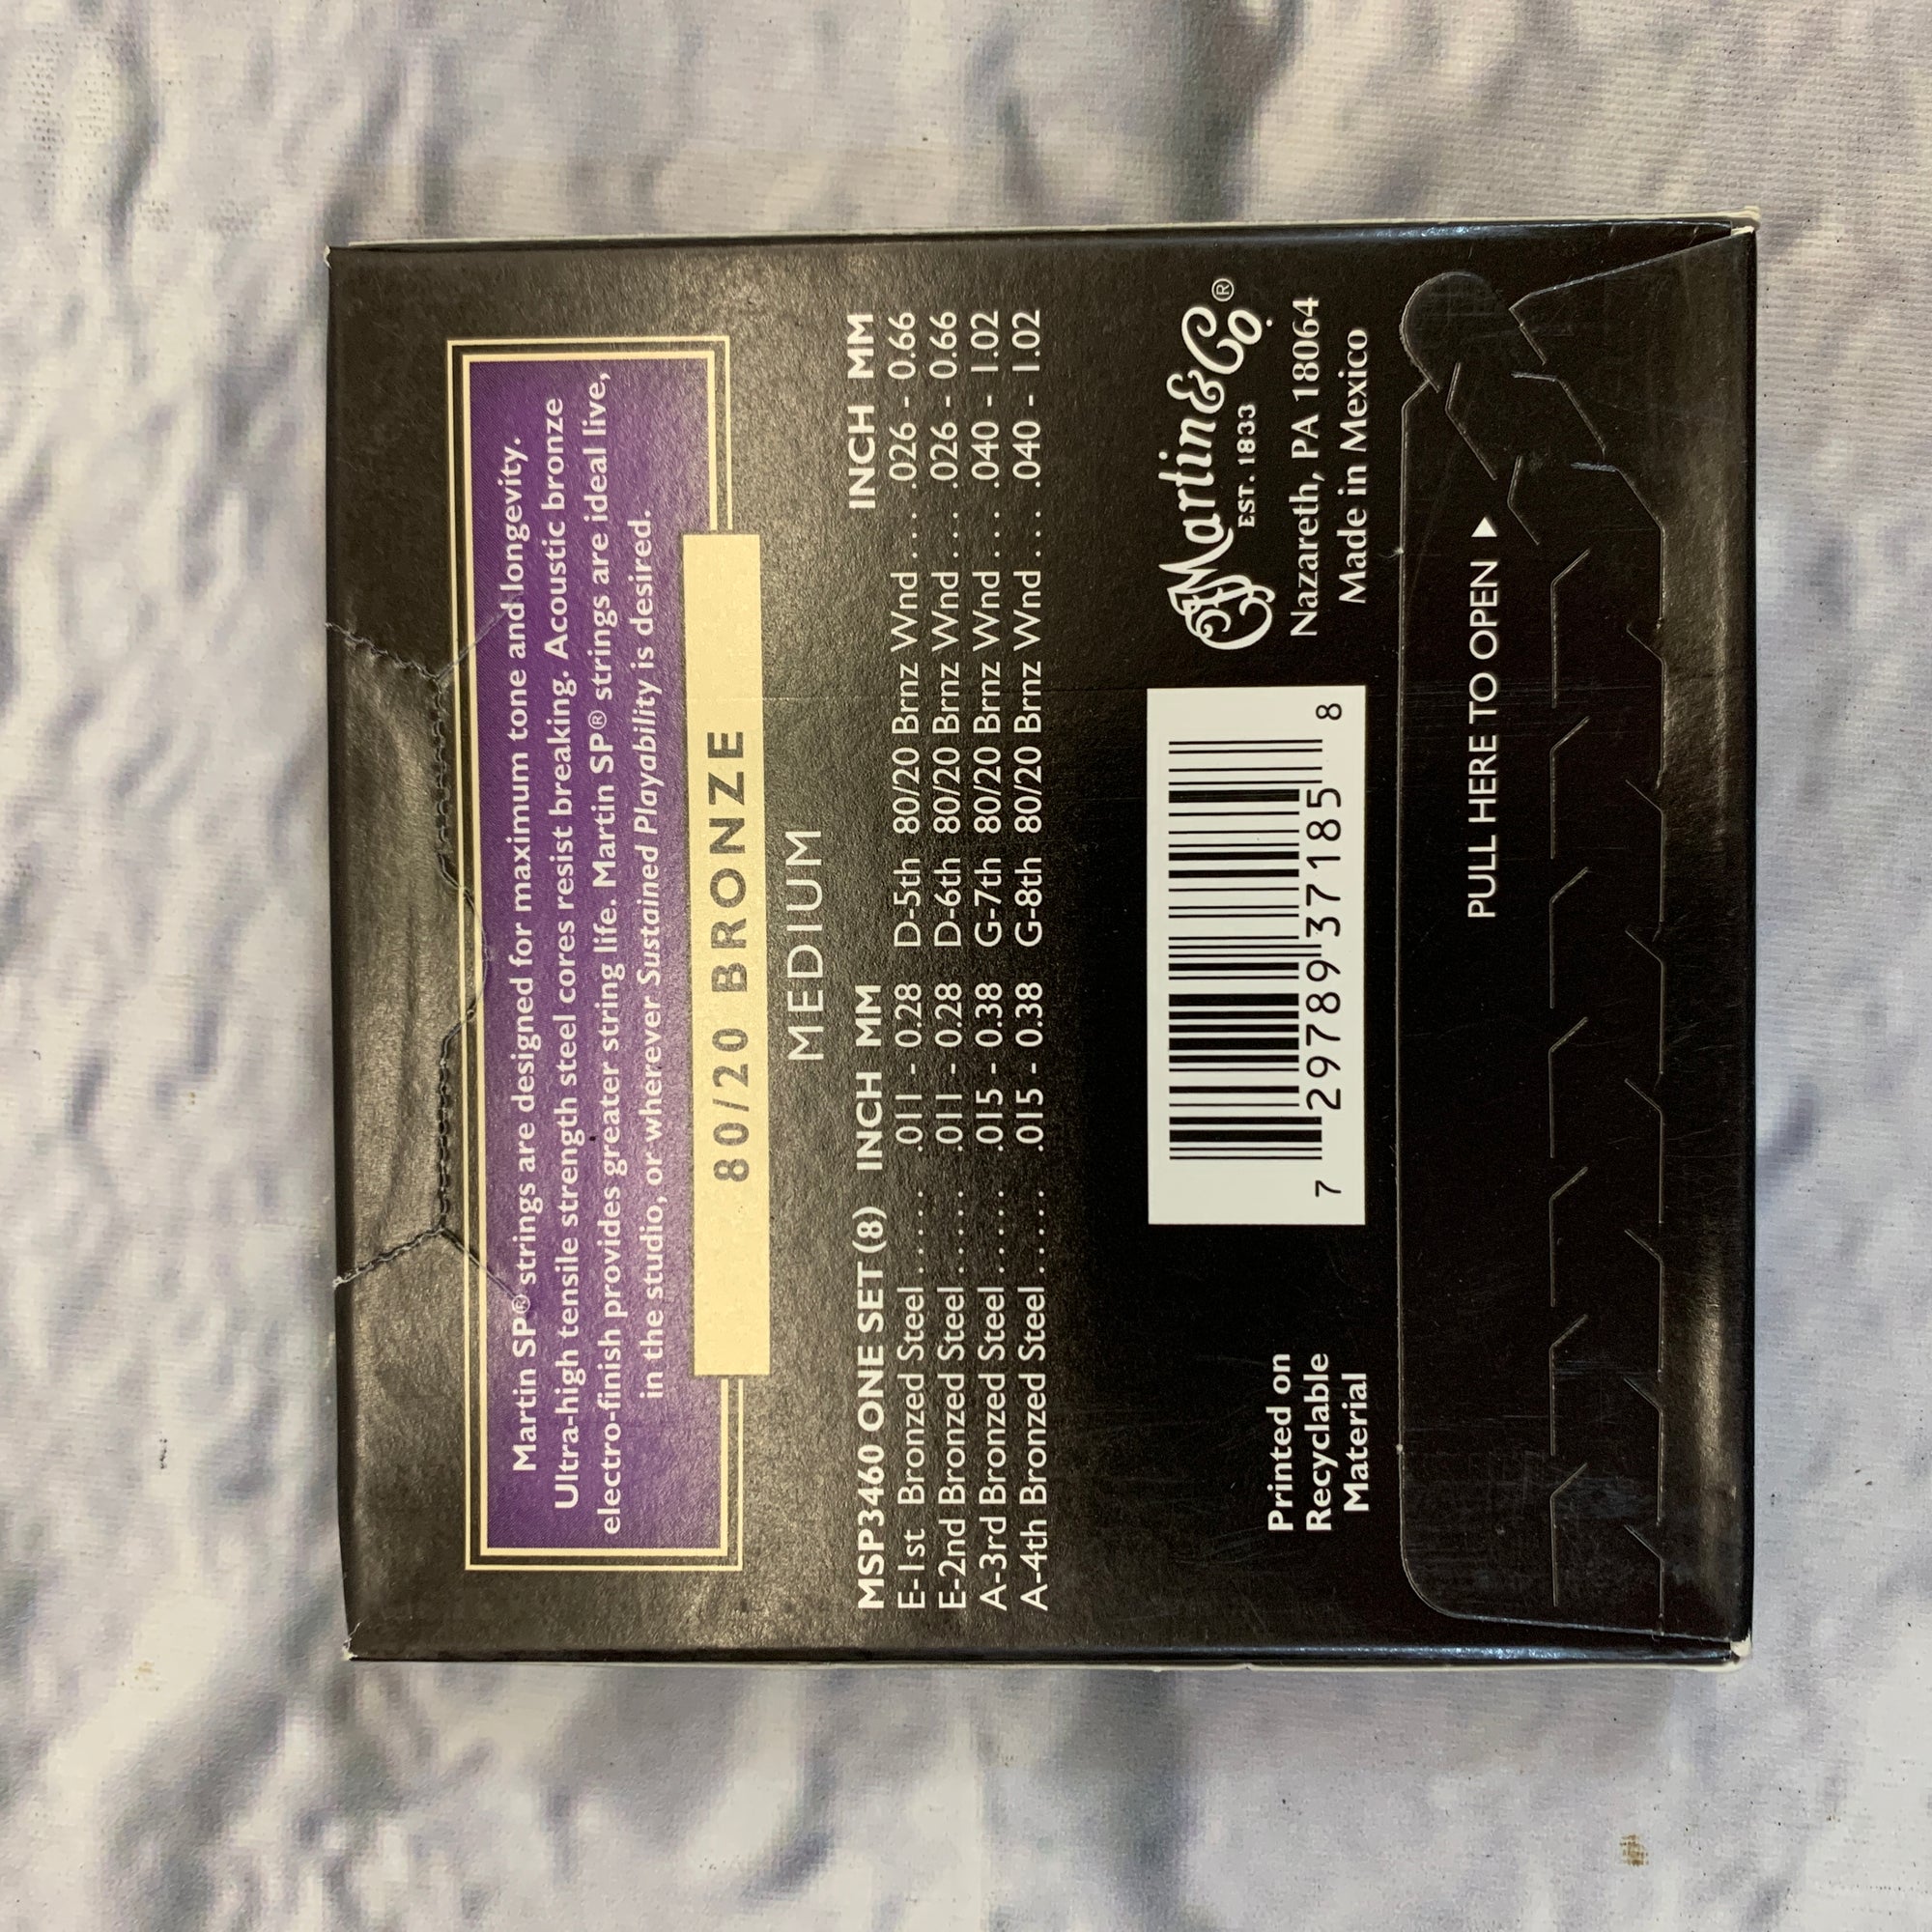 Martin SP® strings are designed for maximum tone and longevity.
Ultra-high tensile strength steel cores resist breaking. Acoustic bronze
electro-finish provides greater string life. Martin SP® strings are ideal live,
in the studio, or wherever Sustained Playability is desired.
80/20 BRONZE
MEDIUM
MSP3460 ONE SET (8) INCH MM INCH MM
E-1st Bronzed Steel . . . . . .011 - 0.28 D-5th 80/20 Brnz Wnd . . . .026 - 0.66
E-2nd Bronzed Steel . . . . . .011 - 0.28 D-6th 80/20 Brnz Wnd . . . .026 - 0.66
A-3rd Bronzed Steel . . . . . .015 - 0.38 G-7th 80/20 Brnz Wnd . . . .040 - 1.02
A-4th Bronzed Steel . . . . . .015 - 0.38 G-8th 80/20 Brnz Wnd . . . .040 - 1.02
Printed on
Recyclable
Material
7 29789 37185 8
CF Martin & Co.®
EST. 1833
Nazareth, PA 18064
Made in Mexico
PULL HERE TO OPEN ▶